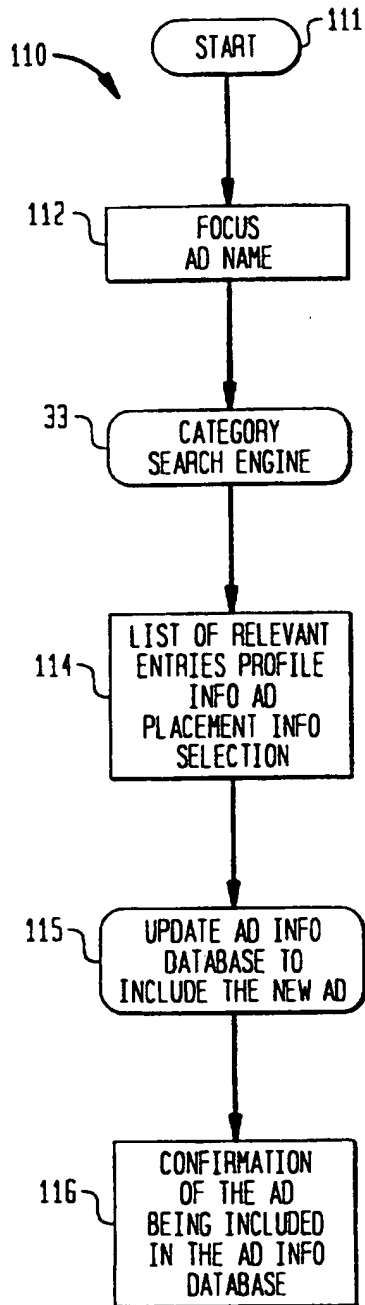 111
START
110
112
FOCUS
AD NAME
33
CATEGORY
SEARCH ENGINE
114
LIST OF RELEVANT
ENTRIES PROFILE
INFO AD
PLACEMENT INFO
SELECTION
115
UPDATE AD INFO
DATABASE TO
INCLUDE THE NEW AD
116
CONFIRMATION
OF THE AD
BEING INCLUDED
IN THE AD INFO
DATABASE